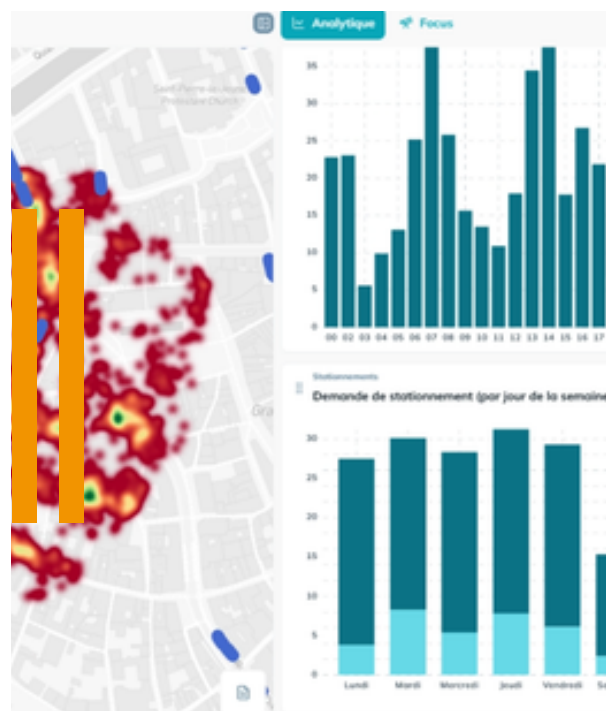 Analytique
Focus
Saint-Pierre-le-Jeune
Protestant Church
Gra
35
30
25
20
15
10
5
0
00 02 03 04 05 06 07 08 09 10 11 12 13 14 15 16 17
Stationnements
Demande de stationnement (par jour de la semaine
30
25
20
15
10
5
0
Lundi Mardi Mercredi Jeudi Vendredi Sa